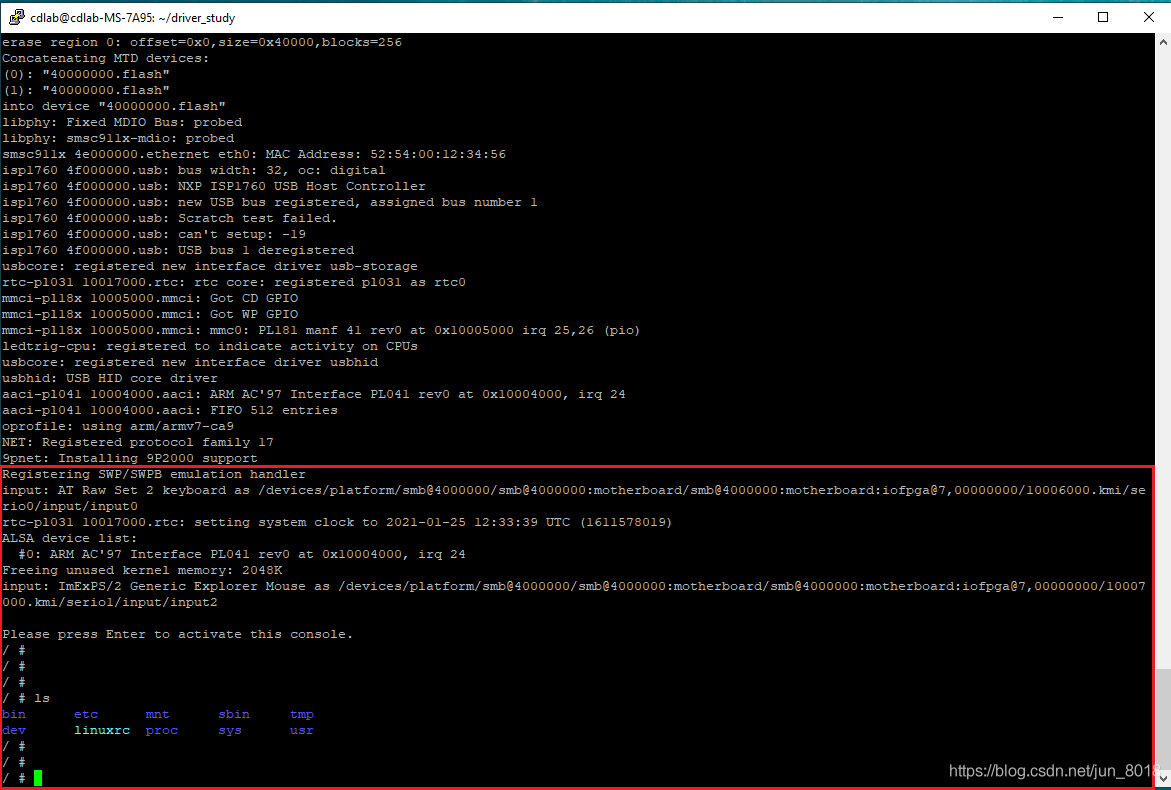 cdlab@cdlab-MS-7A95: ~/driver_study
erase region 0: offset=0x0,size=0x40000,blocks=256
Concatenating MTD devices:
(0): "40000000.flash"
(1): "40000000.flash"
into device "40000000.flash"
libphy: Fixed MDIO Bus: probed
libphy: smsc911x-mdio: probed
smsc911x 4e000000.ethernet eth0: MAC Address: 52:54:00:12:34:56
isp1760 4f000000.usb: bus width: 32, oc: digital
isp1760 4f000000.usb: NXP ISP1760 USB Host Controller
isp1760 4f000000.usb: new USB bus registered, assigned bus number 1
isp1760 4f000000.usb: Scratch test failed.
isp1760 4f000000.usb: can't setup: -19
isp1760 4f000000.usb: USB bus 1 deregistered
usbcore: registered new interface driver usb-storage
rtc-pl031 10017000.rtc: rtc core: registered pl031 as rtc0
mmci-pl18x 10005000.mmci: Got CD GPIO
mmci-pl18x 10005000.mmci: Got WP GPIO
mmci-pl18x 10005000.mmci: mmc0: PL181 manf 41 rev0 at 0x10005000 irq 25,26 (pio)
ledtrig-cpu: registered to indicate activity on CPUs
usbcore: registered new interface driver usbhid
usbhid: USB HID core driver
aaci-pl041 10004000.aaci: ARM AC'97 Interface PL041 rev0 at 0x10004000, irq 24
aaci-pl041 10004000.aaci: FIFO 512 entries
oprofile: using arm/armv7-ca9
NET: Registered protocol family 17
9pnet: Installing 9P2000 support
Registering SWP/SWPB emulation handler
input: AT Raw Set 2 keyboard as /devices/platform/smb@4000000/smb@4000000:motherboard/smb@4000000:motherboard:iofpga@7,00000000/10006000.kmi/se
rio0/input/input0
rtc-pl031 10017000.rtc: setting system clock to 2021-01-25 12:33:39 UTC (1611578019)
ALSA device list:
  #0: ARM AC'97 Interface PL041 rev0 at 0x10004000, irq 24
Freeing unused kernel memory: 2048K
input: ImExPS/2 Generic Explorer Mouse as /devices/platform/smb@4000000/smb@4000000:motherboard/smb@4000000:motherboard:iofpga@7,00000000/10007
000.kmi/serio1/input/input2
Please press Enter to activate this console.
/ #
/ #
/ #
/ # ls
bin      etc      mnt      sbin     tmp
dev      linuxrc  proc     sys      usr
/ #
/ #
/ #
https://blog.csdn.net/jun_8018